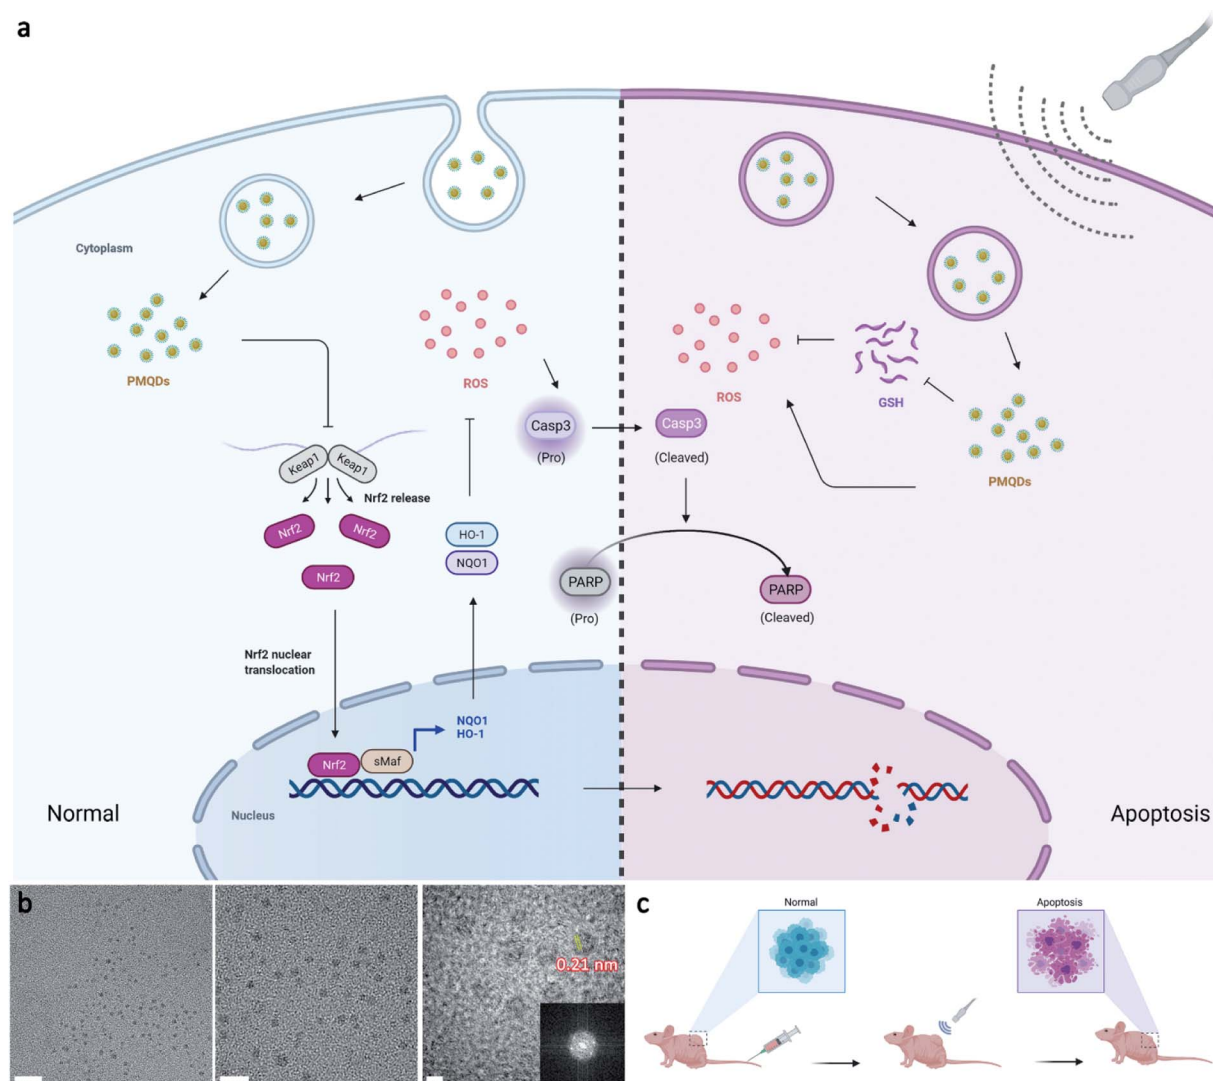 a
Cytoplasm
PMQDs
ROS
Casp3
(Pro)
Keap1
Keap1
Nrf2 release
Nrf2
Nrf2
Nrf2
HO-1
NQO1
PARP
(Pro)
Nrf2 nuclear
translocation
NQO1
HO-1
Nrf2
sMaf
Nucleus
Normal
ROS
GSH
PMQDs
Casp3
(Cleaved)
PARP
(Cleaved)
Apoptosis
b
0.21 nm
c
Normal
Apoptosis